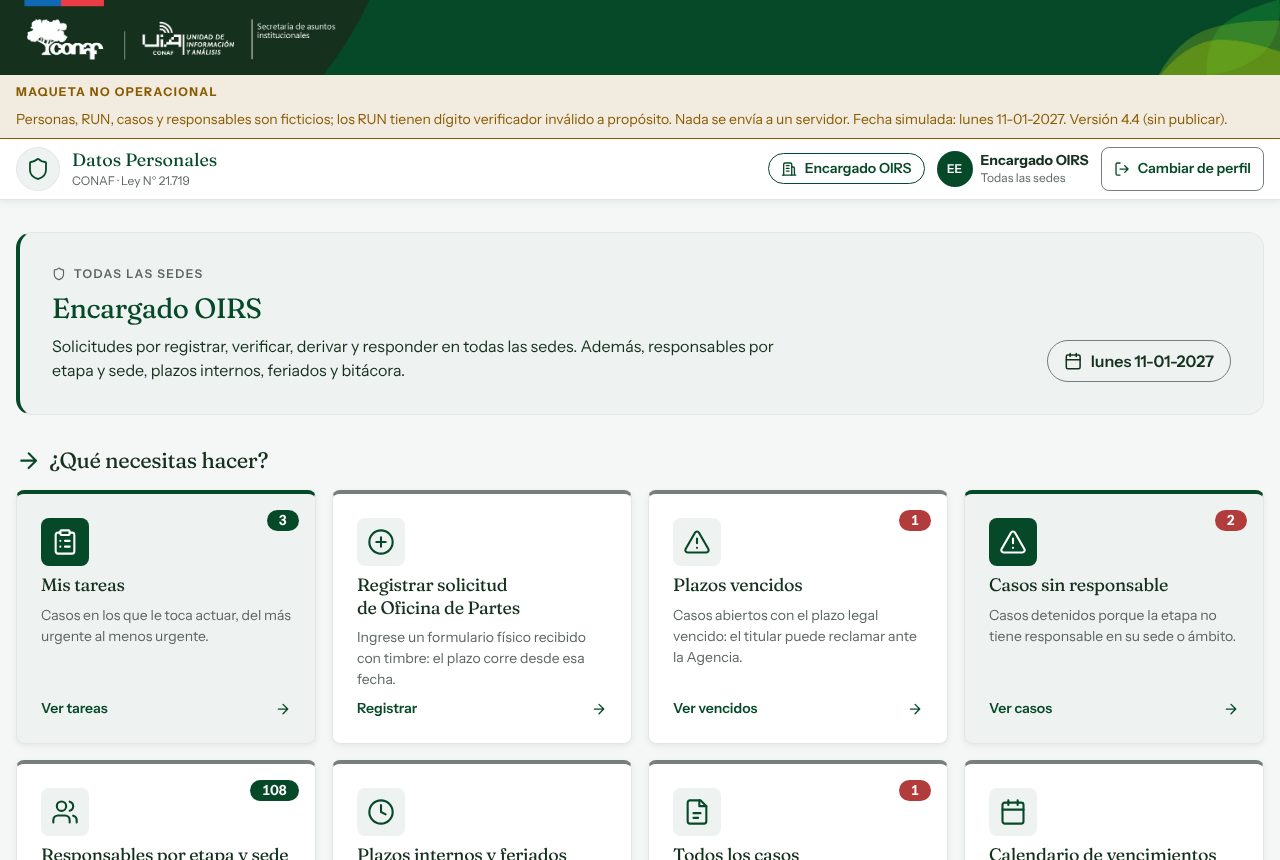 conaf
UiA
CONAF
UNIDAD DE
INFORMACIÓN
Y ANÁLISIS
Secretaría de asuntos
institucionales
MAQUETA NO OPERACIONAL
Personas, RUN, casos y responsables son ficticios; los RUN tienen dígito verificador inválido a propósito. Nada se envía a un servidor. Fecha simulada: lunes 11-01-2027. Versión 4.4 (sin publicar).
Datos Personales
CONAF · Ley N° 21.719
Encargado OIRS
EE
Encargado OIRS
Todas las sedes
Cambiar de perfil
TODAS LAS SEDES
Encargado OIRS
Solicitudes por registrar, verificar, derivar y responder en todas las sedes. Además, responsables por
etapa y sede, plazos internos, feriados y bitácora.
lunes 11-01-2027
¿Qué necesitas hacer?
3
Mis tareas
Casos en los que le toca actuar, del más
urgente al menos urgente.
Ver tareas
Registrar solicitud
de Oficina de Partes
Ingrese un formulario físico recibido
con timbre: el plazo corre desde esa
fecha.
Registrar
1
Plazos vencidos
Casos abiertos con el plazo legal
vencido: el titular puede reclamar ante
la Agencia.
Ver vencidos
2
Casos sin responsable
Casos detenidos porque la etapa no
tiene responsable en su sede o ámbito.
Ver casos
108
Responsables por etapa y sede
Plazos internos y feriados
1
Todos los casos
Calendario de vencimientos